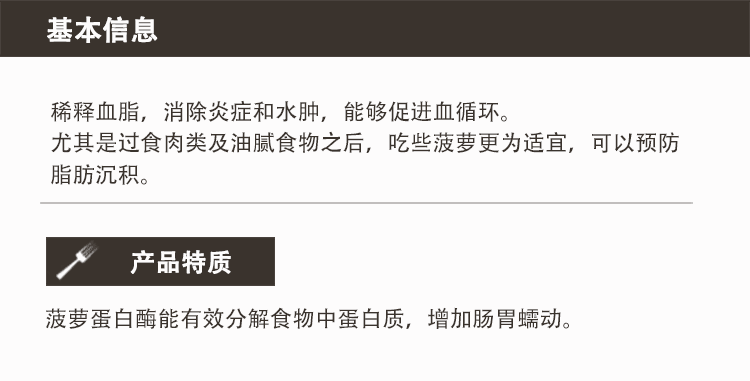 基本信息
稀释血脂，消除炎症和水肿，能够促进血循环。
尤其是过食肉类及油腻食物之后，吃些菠萝更为适宜，可以预防
脂肪沉积。
产品特质
菠萝蛋白酶能有效分解食物中蛋白质，增加肠胃蠕动。